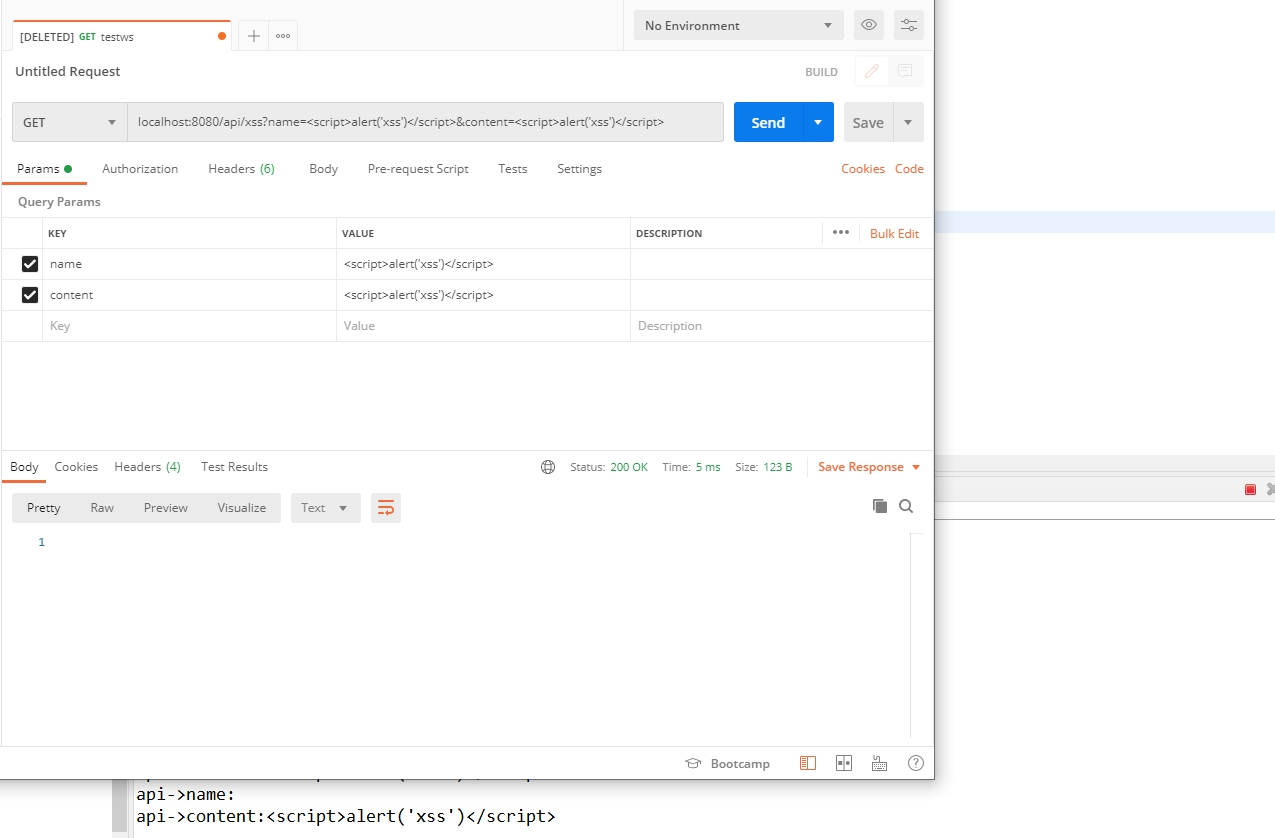 [DELETED] GET testws
No Environment
Untitled Request
BUILD
GET
localhost:8080/api/xss?name=<script>alert('xss')</script>&content=<script>alert('xss')</script>
Send
Save
Params
Authorization
Headers (6)
Body
Pre-request Script
Tests
Settings
Cookies
Code
Query Params
KEY
VALUE
DESCRIPTION
Bulk Edit
name
<script>alert('xss')</script>
content
<script>alert('xss')</script>
Key
Value
Description
Body
Cookies
Headers (4)
Test Results
Status: 200 OK
Time: 5 ms
Size: 123 B
Save Response
Pretty
Raw
Preview
Visualize
Text
1
Bootcamp
api->name:
api->content:<script>alert('xss')</script>